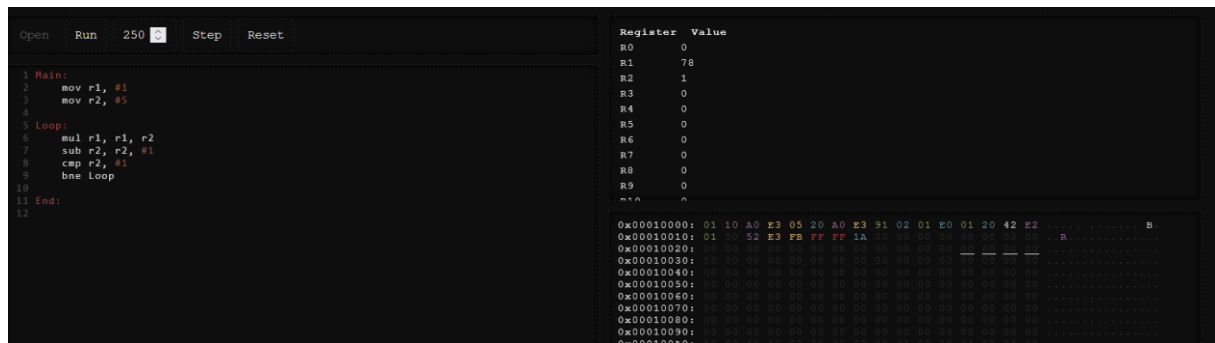 Open Run 250 Step Reset
1 Main:
2 mov r1, #1
3 mov r2, #5
4
5 Loop:
6 mul r1, r1, r2
7 sub r2, r2, #1
8 cmp r2, #1
9 bne Loop
10
11 End:
12
Register Value
R0 0
R1 78
R2 1
R3 0
R4 0
R5 0
R6 0
R7 0
R8 0
R9 0
R10 0
0x00010000: 01 10 A0 E3 05 20 A0 E3 91 02 01 E0 01 20 42 E2 ..... ....... B
0x00010010: 01 00 52 E3 FB FF FF 1A 00 00 00 00 00 00 00 00 ..R.............
0x00010020: 00 00 00 00 00 00 00 00 00 00 00 00 00 00 00 00 ................
0x00010030: 00 00 00 00 00 00 00 00 00 00 00 00 00 00 00 00 ................
0x00010040: 00 00 00 00 00 00 00 00 00 00 00 00 00 00 00 00 ................
0x00010050: 00 00 00 00 00 00 00 00 00 00 00 00 00 00 00 00 ................
0x00010060: 00 00 00 00 00 00 00 00 00 00 00 00 00 00 00 00 ................
0x00010070: 00 00 00 00 00 00 00 00 00 00 00 00 00 00 00 00 ................
0x00010080: 00 00 00 00 00 00 00 00 00 00 00 00 00 00 00 00 ................
0x00010090: 00 00 00 00 00 00 00 00 00 00 00 00 00 00 00 00 ................